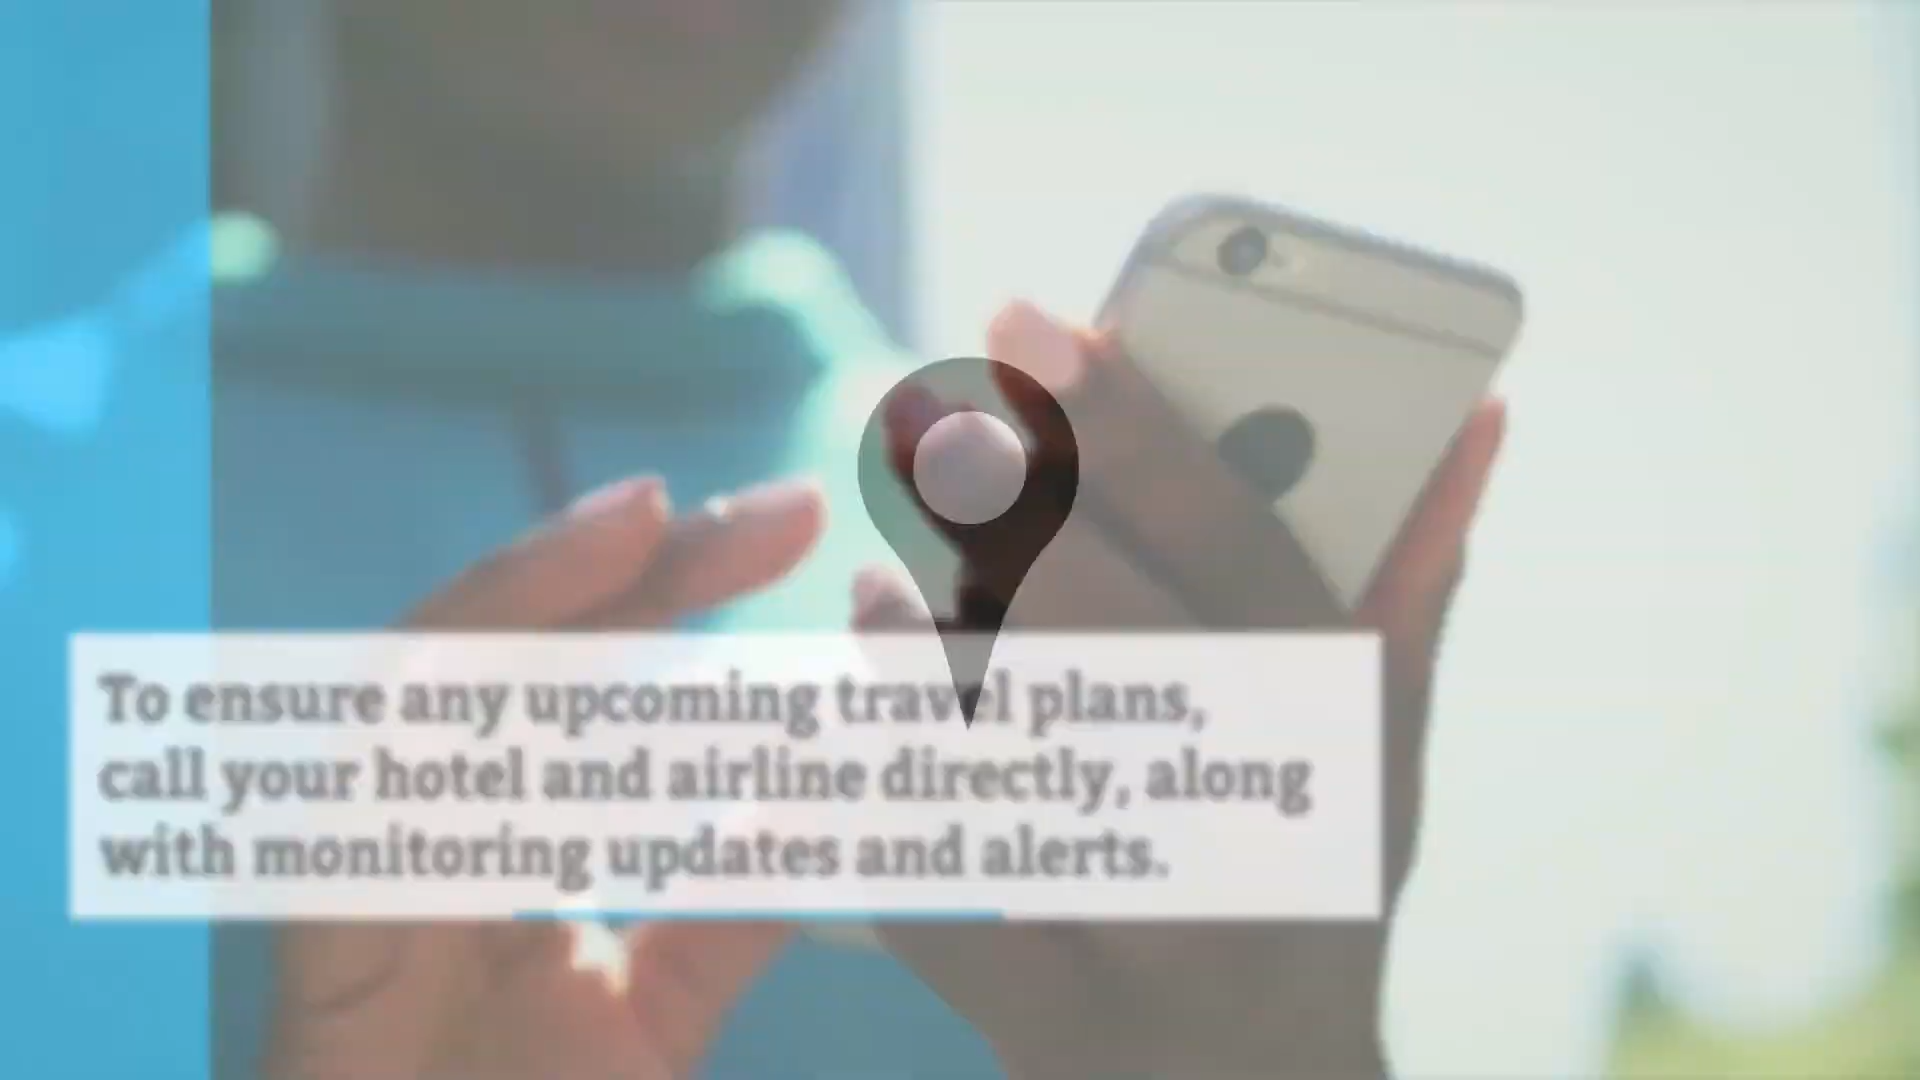 To ensure any upcoming travel plans,
call your hotel and airline directly, along
with monitoring updates and alerts.